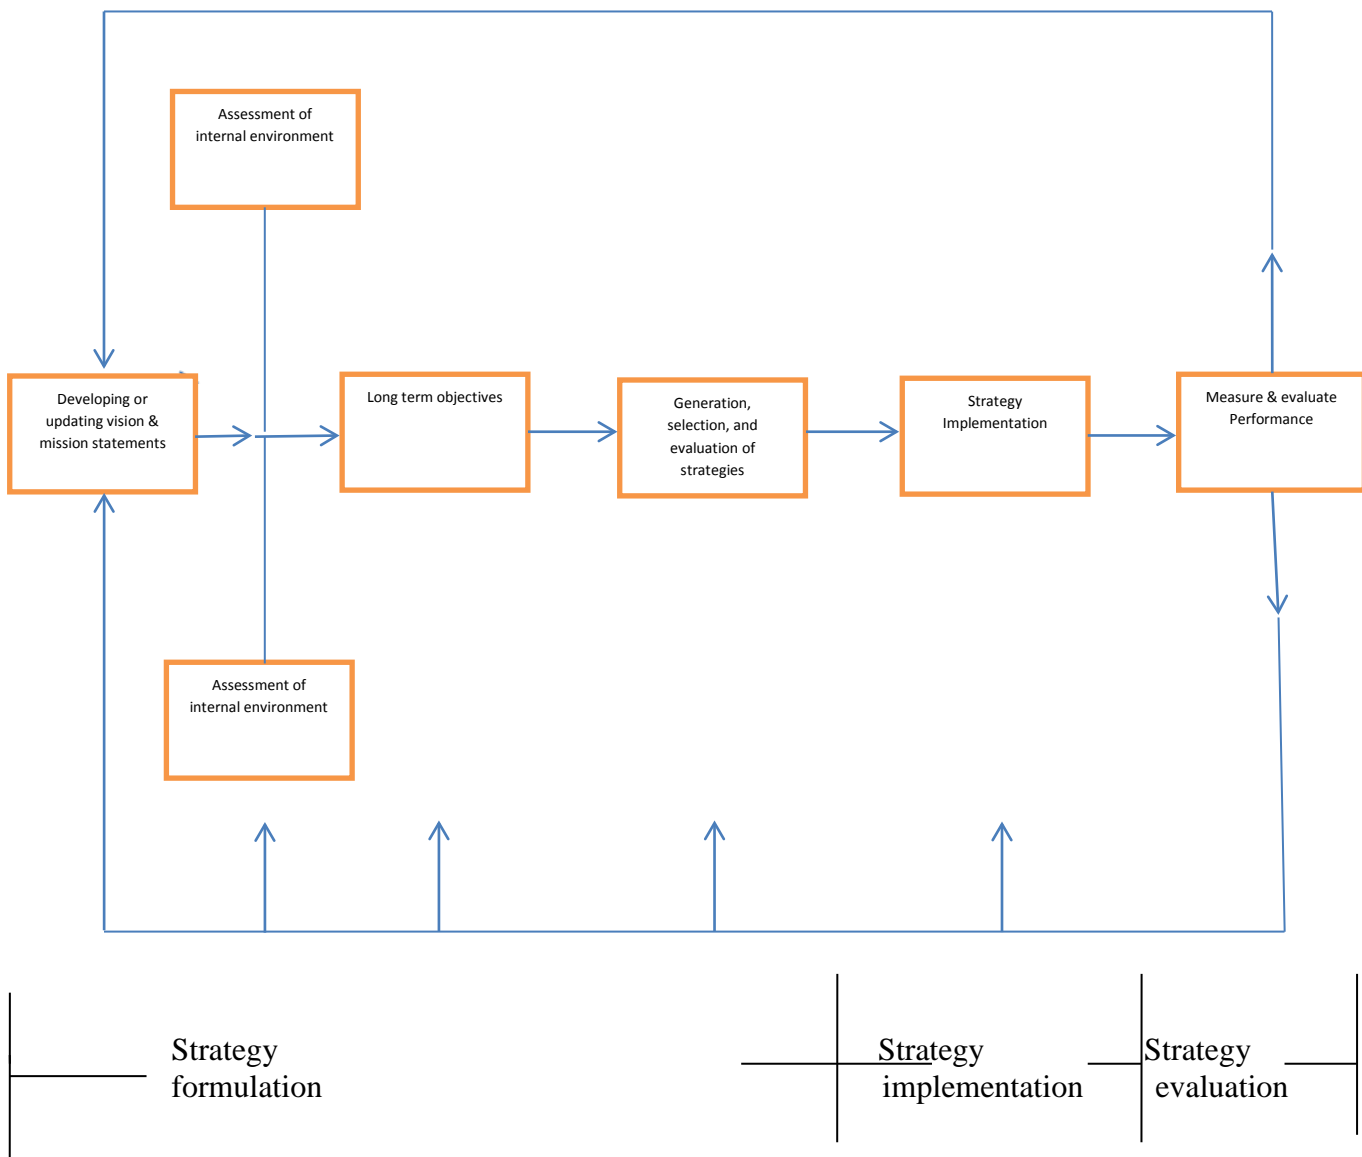 Assessment of
internal environment
Developing or
updating vision &
mission statements
Long term objectives
Generation,
selection, and
evaluation of
strategies
Strategy
Implementation
Measure & evaluate
Performance
Assessment of
internal environment
Strategy
formulation
Strategy
implementation
Strategy
evaluation